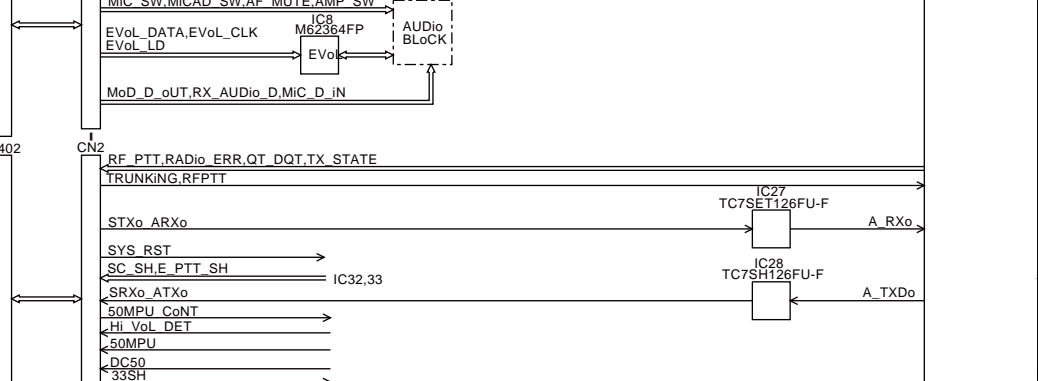 MiC_SW,MiCAD_SW,AF_MUTE,AMP_SW
IC8
M62364FP
EVoL
AUDio
BLoCK
EVoL_DATA,EVoL_CLK
EVoL_LD
MoD_D_oUT,RX_AUDio_D,MiC_D_iN
402
CN2
RF_PTT,RADio_ERR,QT_DQT,TX_STATE
TRUNKiNG,RFPTT
IC27
TC7SET126FU-F
STXo_ARXo
A_RXo
SYS_RST
SC_SH,E_PTT_SH
IC32,33
IC28
TC7SH126FU-F
SRXo_ATXo
A_TXDo
50MPU_CoNT
Hi_VoL_DET
50MPU
DC50
33SH